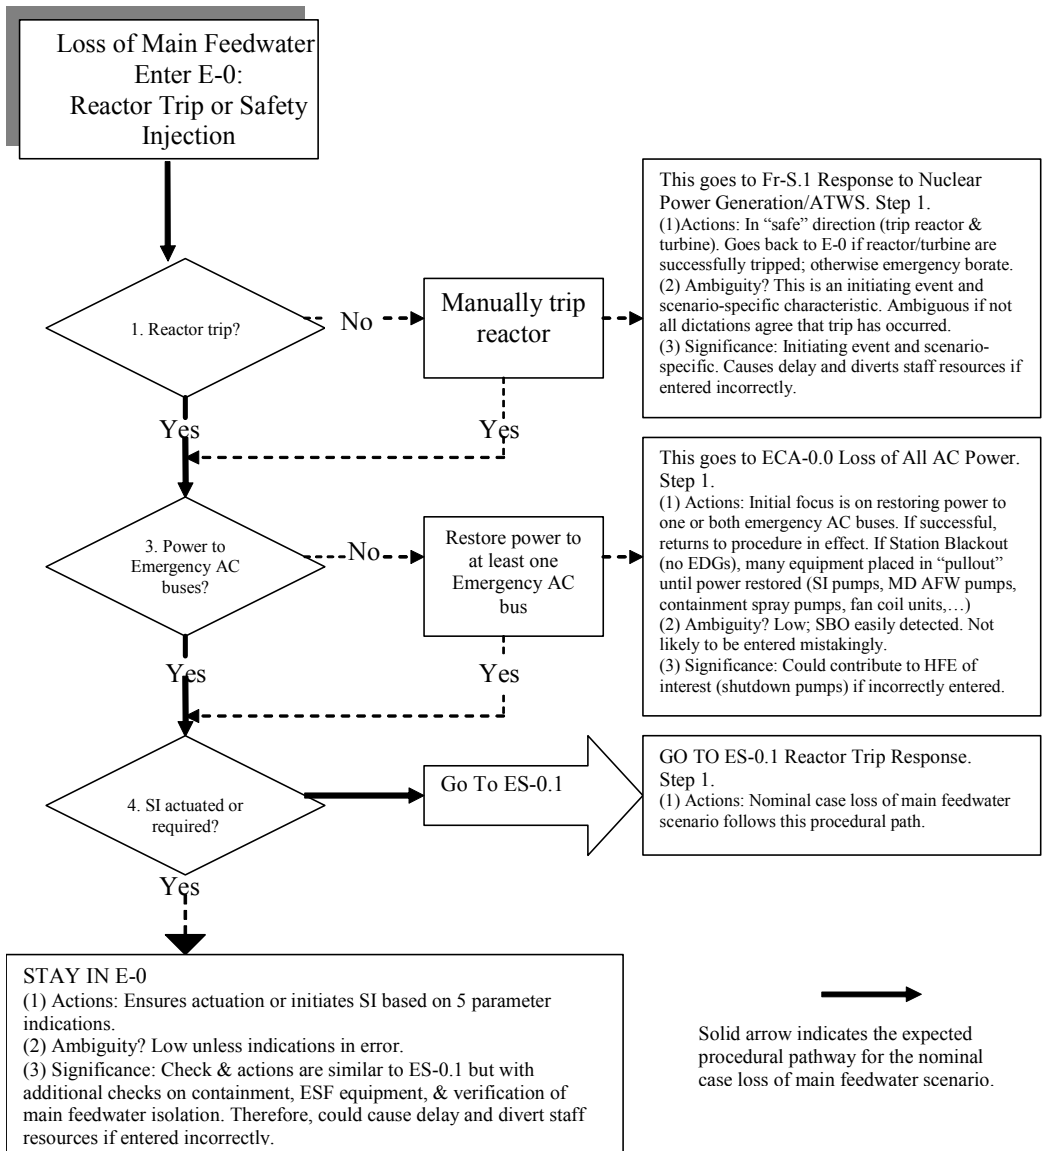 Loss of Main Feedwater
Enter E-0:
Reactor Trip or Safety
Injection
This goes to Fr-S.1 Response to Nuclear
Power Generation/ATWS. Step 1.
(1)Actions: In “safe” direction (trip reactor &
turbine). Goes back to E-0 if reactor/turbine are
successfully tripped; otherwise emergency borate.
(2) Ambiguity? This is an initiating event and
scenario-specific characteristic. Ambiguous if not
all dictations agree that trip has occurred.
(3) Significance: Initiating event and scenario-
specific. Causes delay and diverts staff resources if
entered incorrectly.
1. Reactor trip?
No
Manually trip
reactor
Yes
Yes
This goes to ECA-0.0 Loss of All AC Power.
Step 1.
(1) Actions: Initial focus is on restoring power to
one or both emergency AC buses. If successful,
returns to procedure in effect. If Station Blackout
(no EDGs), many equipment placed in “pullout”
until power restored (SI pumps, MD AFW pumps,
containment spray pumps, fan coil units,…)
(2) Ambiguity? Low; SBO easily detected. Not
likely to be entered mistakingly.
(3) Significance: Could contribute to HFE of
interest (shutdown pumps) if incorrectly entered.
3. Power to
Emergency AC
buses?
No
Restore power to
at least one
Emergency AC
bus
Yes
Yes
4. SI actuated or
required?
Go To ES-0.1
GO TO ES-0.1 Reactor Trip Response.
Step 1.
(1) Actions: Nominal case loss of main feedwater
scenario follows this procedural path.
Yes
STAY IN E-0
(1) Actions: Ensures actuation or initiates SI based on 5 parameter
indications.
(2) Ambiguity? Low unless indications in error.
(3) Significance: Check & actions are similar to ES-0.1 but with
additional checks on containment, ESF equipment, & verification of
main feedwater isolation. Therefore, could cause delay and divert staff
resources if entered incorrectly.
Solid arrow indicates the expected
procedural pathway for the nominal
case loss of main feedwater scenario.